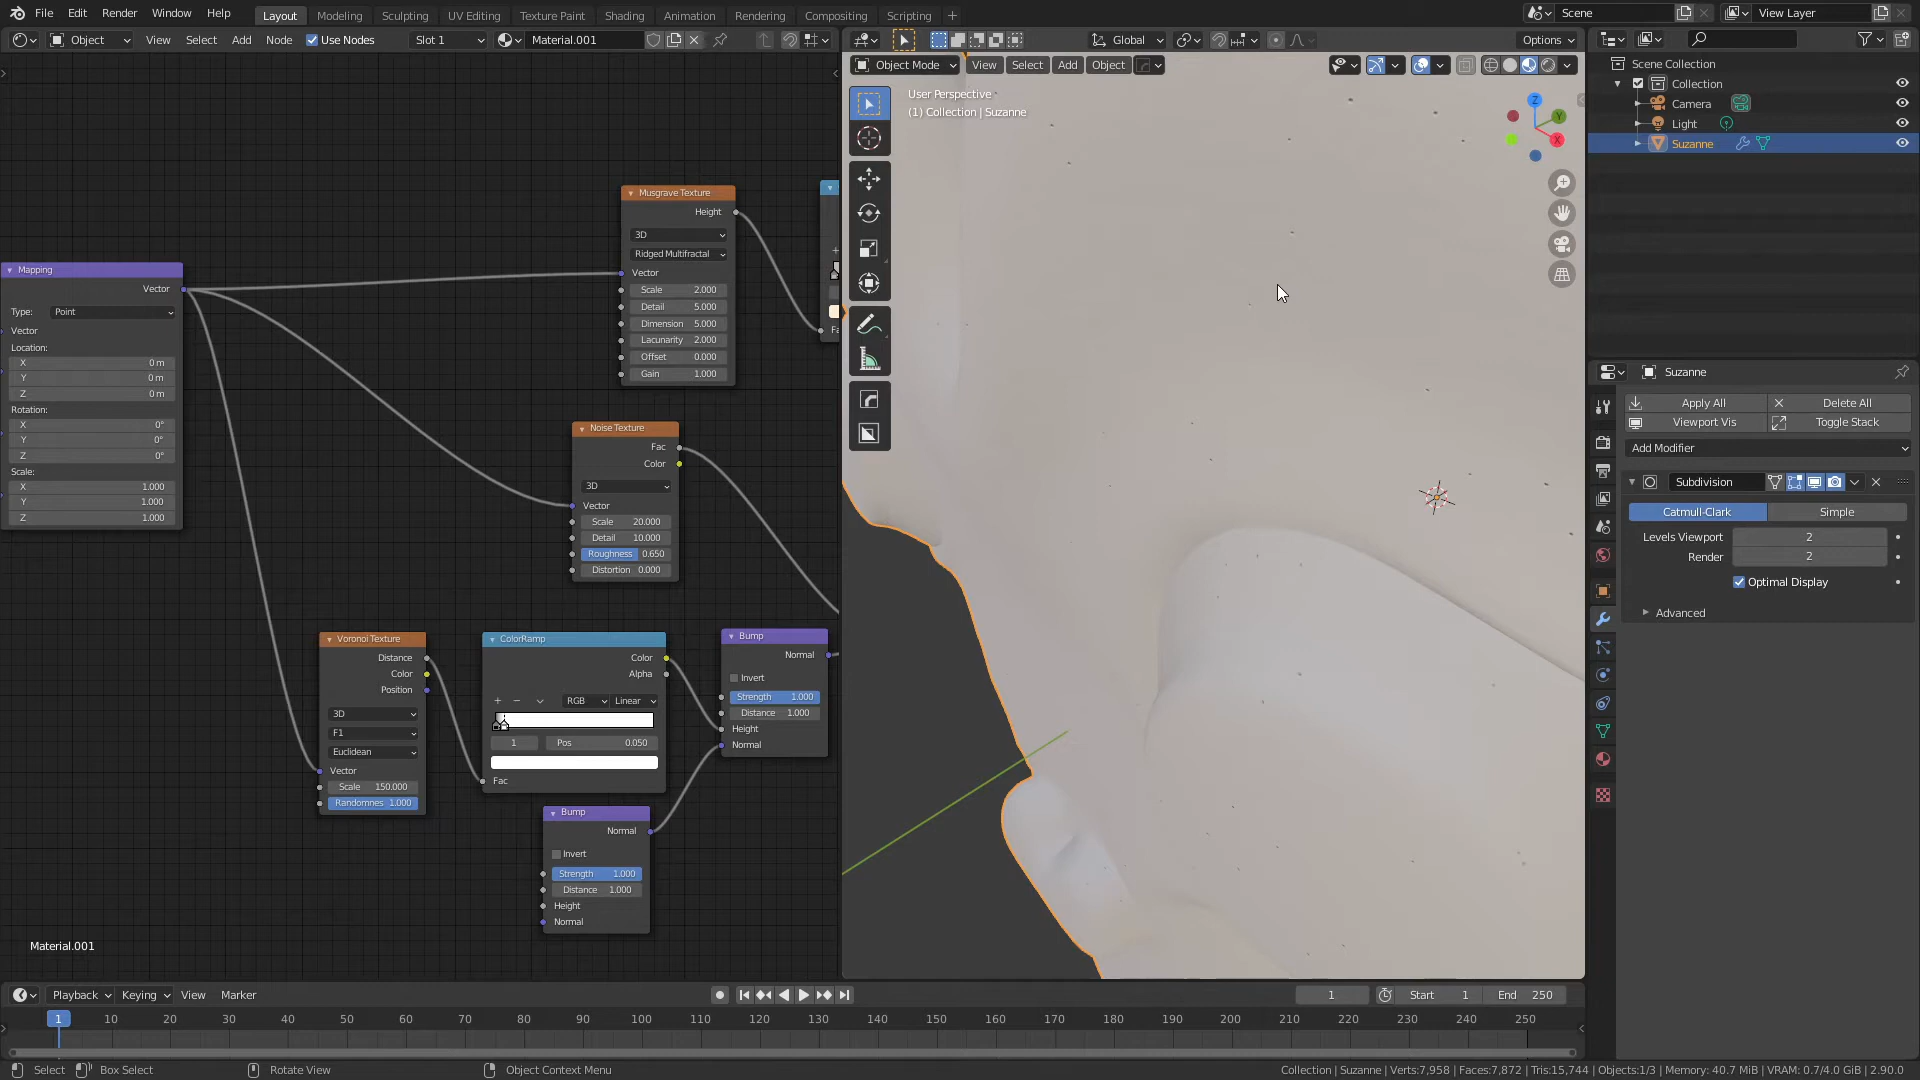 File Edit Render Window Help Layout Modeling Sculpting UV Editing Texture Paint Shading Animation Rendering Compositing Scripting + Scene View Layer
Object View Select Add Node Use Nodes Slot 1 Material.001 Global Options
Object Mode View Select Add Object
User Perspective
(1) Collection | Suzanne
Z
Y
X
Scene Collection
Collection
Camera
Light
Suzanne
Mapping
Vector
Type: Point
Vector
Location:
X 0 m
Y 0 m
Z 0 m
Rotation:
X 0°
Y 0°
Z 0°
Scale:
X 1.000
Y 1.000
Z 1.000
Musgrave Texture
Height
3D
Ridged Multifractal
Vector
Scale 2.000
Detail 5.000
Dimension 5.000
Lacunarity 2.000
Offset 0.000
Gain 1.000
Fa
Noise Texture
Fac
Color
3D
Vector
Scale 20.000
Detail 10.000
Roughness 0.650
Distortion 0.000
Voronoi Texture
Distance
Color
Position
3D
F1
Euclidean
Vector
Scale 150.000
Randomnes 1.000
ColorRamp
Color
Alpha
+ − RGB Linear
1 Pos 0.050
Fac
Bump
Normal
Invert
Strength 1.000
Distance 1.000
Height
Normal
Bump
Normal
Invert
Strength 1.000
Distance 1.000
Height
Normal
Material.001
Suzanne
Apply All Delete All
Viewport Vis Toggle Stack
Add Modifier
Subdivision
Catmull-Clark Simple
Levels Viewport 2
Render 2
Optimal Display
Advanced
Playback Keying View Marker 1 Start 1 End 250
1 10 20 30 40 50 60 70 80 90 100 110 120 130 140 150 160 170 180 190 200 210 220 230 240 250
Select Box Select Rotate View Object Context Menu Collection | Suzanne | Verts:7,958 | Faces:7,872 | Tris:15,744 | Objects:1/3 | Memory: 40.7 MiB | VRAM: 0.7/4.0 GiB | 2.90.0